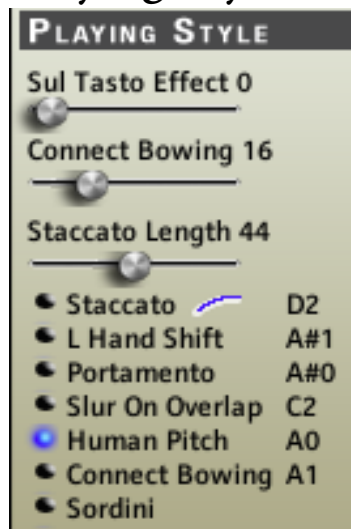 PLAYING STYLE
Sul Tasto Effect 0
Connect Bowing 16
Staccato Length 44
Staccato D2
L Hand Shift A#1
Portamento A#0
Slur On Overlap C2
Human Pitch A0
Connect Bowing A1
Sordini